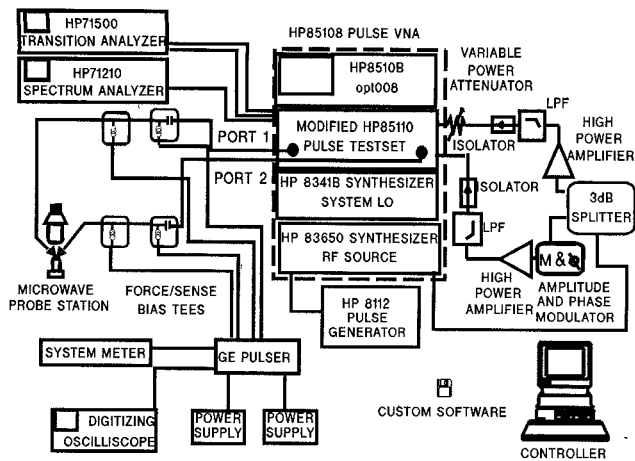 HP71500
TRANSITION ANALYZER
HP71210
SPECTRUM ANALYZER
HP85108 PULSE VNA
HP8510B
opt008
VARIABLE
POWER
ATTENUATOR
LPF
HIGH
POWER
AMPLIFIER
PORT 1
MODIFIED HP85110
PULSE TESTSET
ISOLATOR
PORT 2
HP 8341B SYNTHESIZER
SYSTEM LO
ISOLATOR
3dB
SPLITTER
HP 83650 SYNTHESIZER
RF SOURCE
LPF
M &
HIGH
POWER
AMPLIFIER
AMPLITUDE
AND PHASE
MODULATOR
MICROWAVE
PROBE STATION
FORCE/SENSE
BIAS TEES
HP 8112
PULSE
GENERATOR
SYSTEM METER
GE PULSER
DIGITIZING
OSCILLISCOPE
POWER
SUPPLY
POWER
SUPPLY
CUSTOM SOFTWARE
CONTROLLER